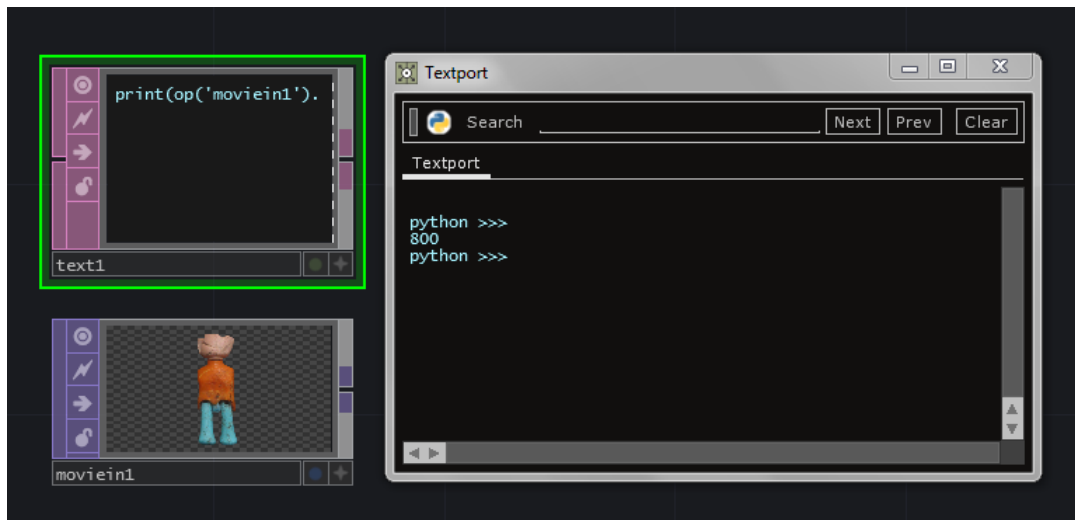 print(op('moviein1').
text1
moviein1
Textport
Search
Next
Prev
Clear
Textport
python >>>
800
python >>>